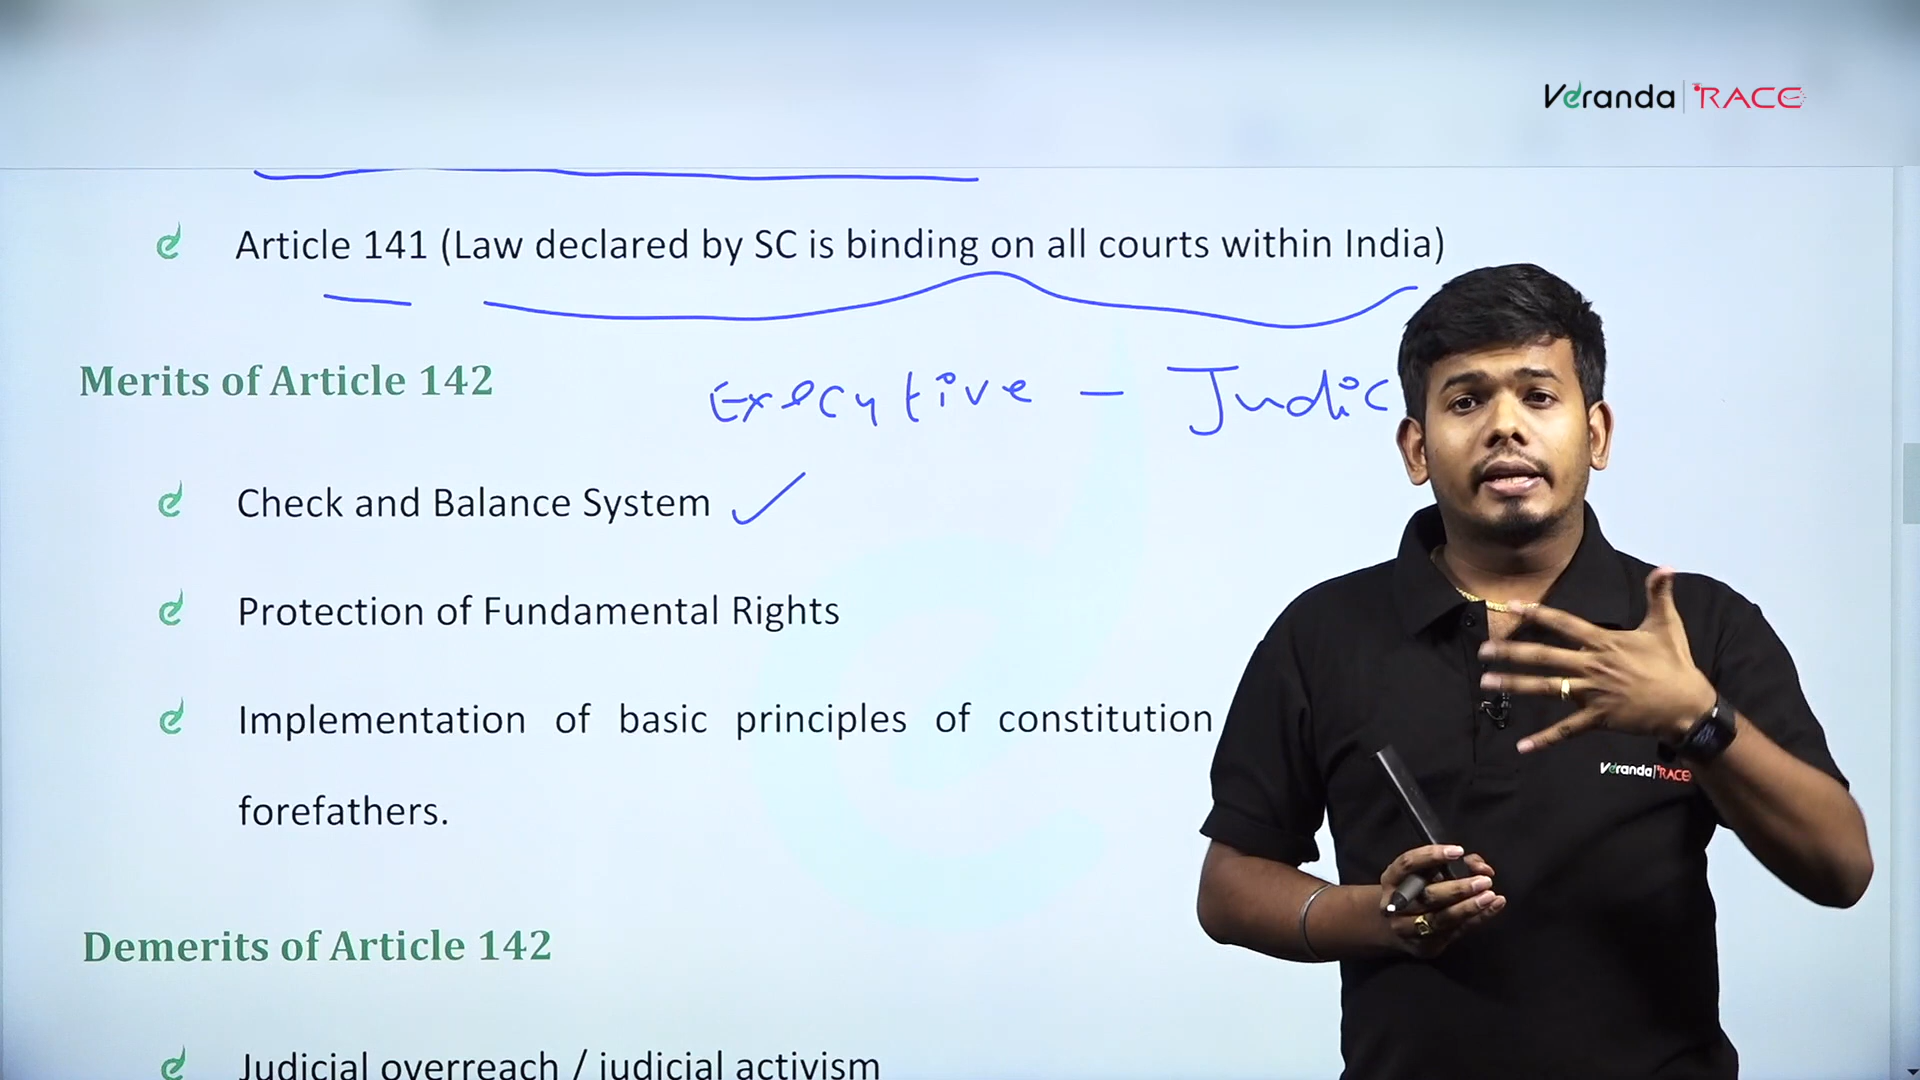 Veranda RACE
Article 141 (Law declared by SC is binding on all courts within India)
Merits of Article 142
Executive - Judic
Check and Balance System
Protection of Fundamental Rights
Implementation of basic principles of constitution
forefathers.
Veranda RACE
Demerits of Article 142
Judicial overreach / judicial activism